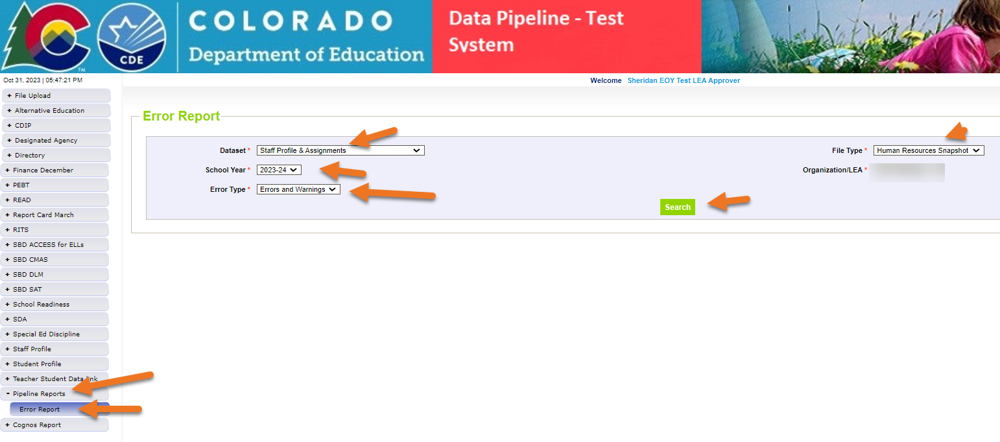 COLORADO
Department of Education
CDE
TM
Data Pipeline - Test
System
Oct 31, 2023 | 05:47:21 PM
Welcome Sheridan EOY Test LEA Approver
+ File Upload
+ Alternative Education
+ CDIP
+ Designated Agency
+ Directory
+ Finance December
+ PEBT
+ READ
+ Report Card March
+ RITS
+ SBD ACCESS for ELLs
+ SBD CMAS
+ SBD DLM
+ SBD SAT
+ School Readiness
+ SDA
+ Special Ed Discipline
+ Staff Profile
+ Student Profile
+ Teacher Student Data link
- Pipeline Reports
Error Report
+ Cognos Report
Error Report
Dataset * Staff Profile & Assignments
File Type * Human Resources Snapshot
School Year * 2023-24
Organization/LEA *
Error Type * Errors and Warnings
Search